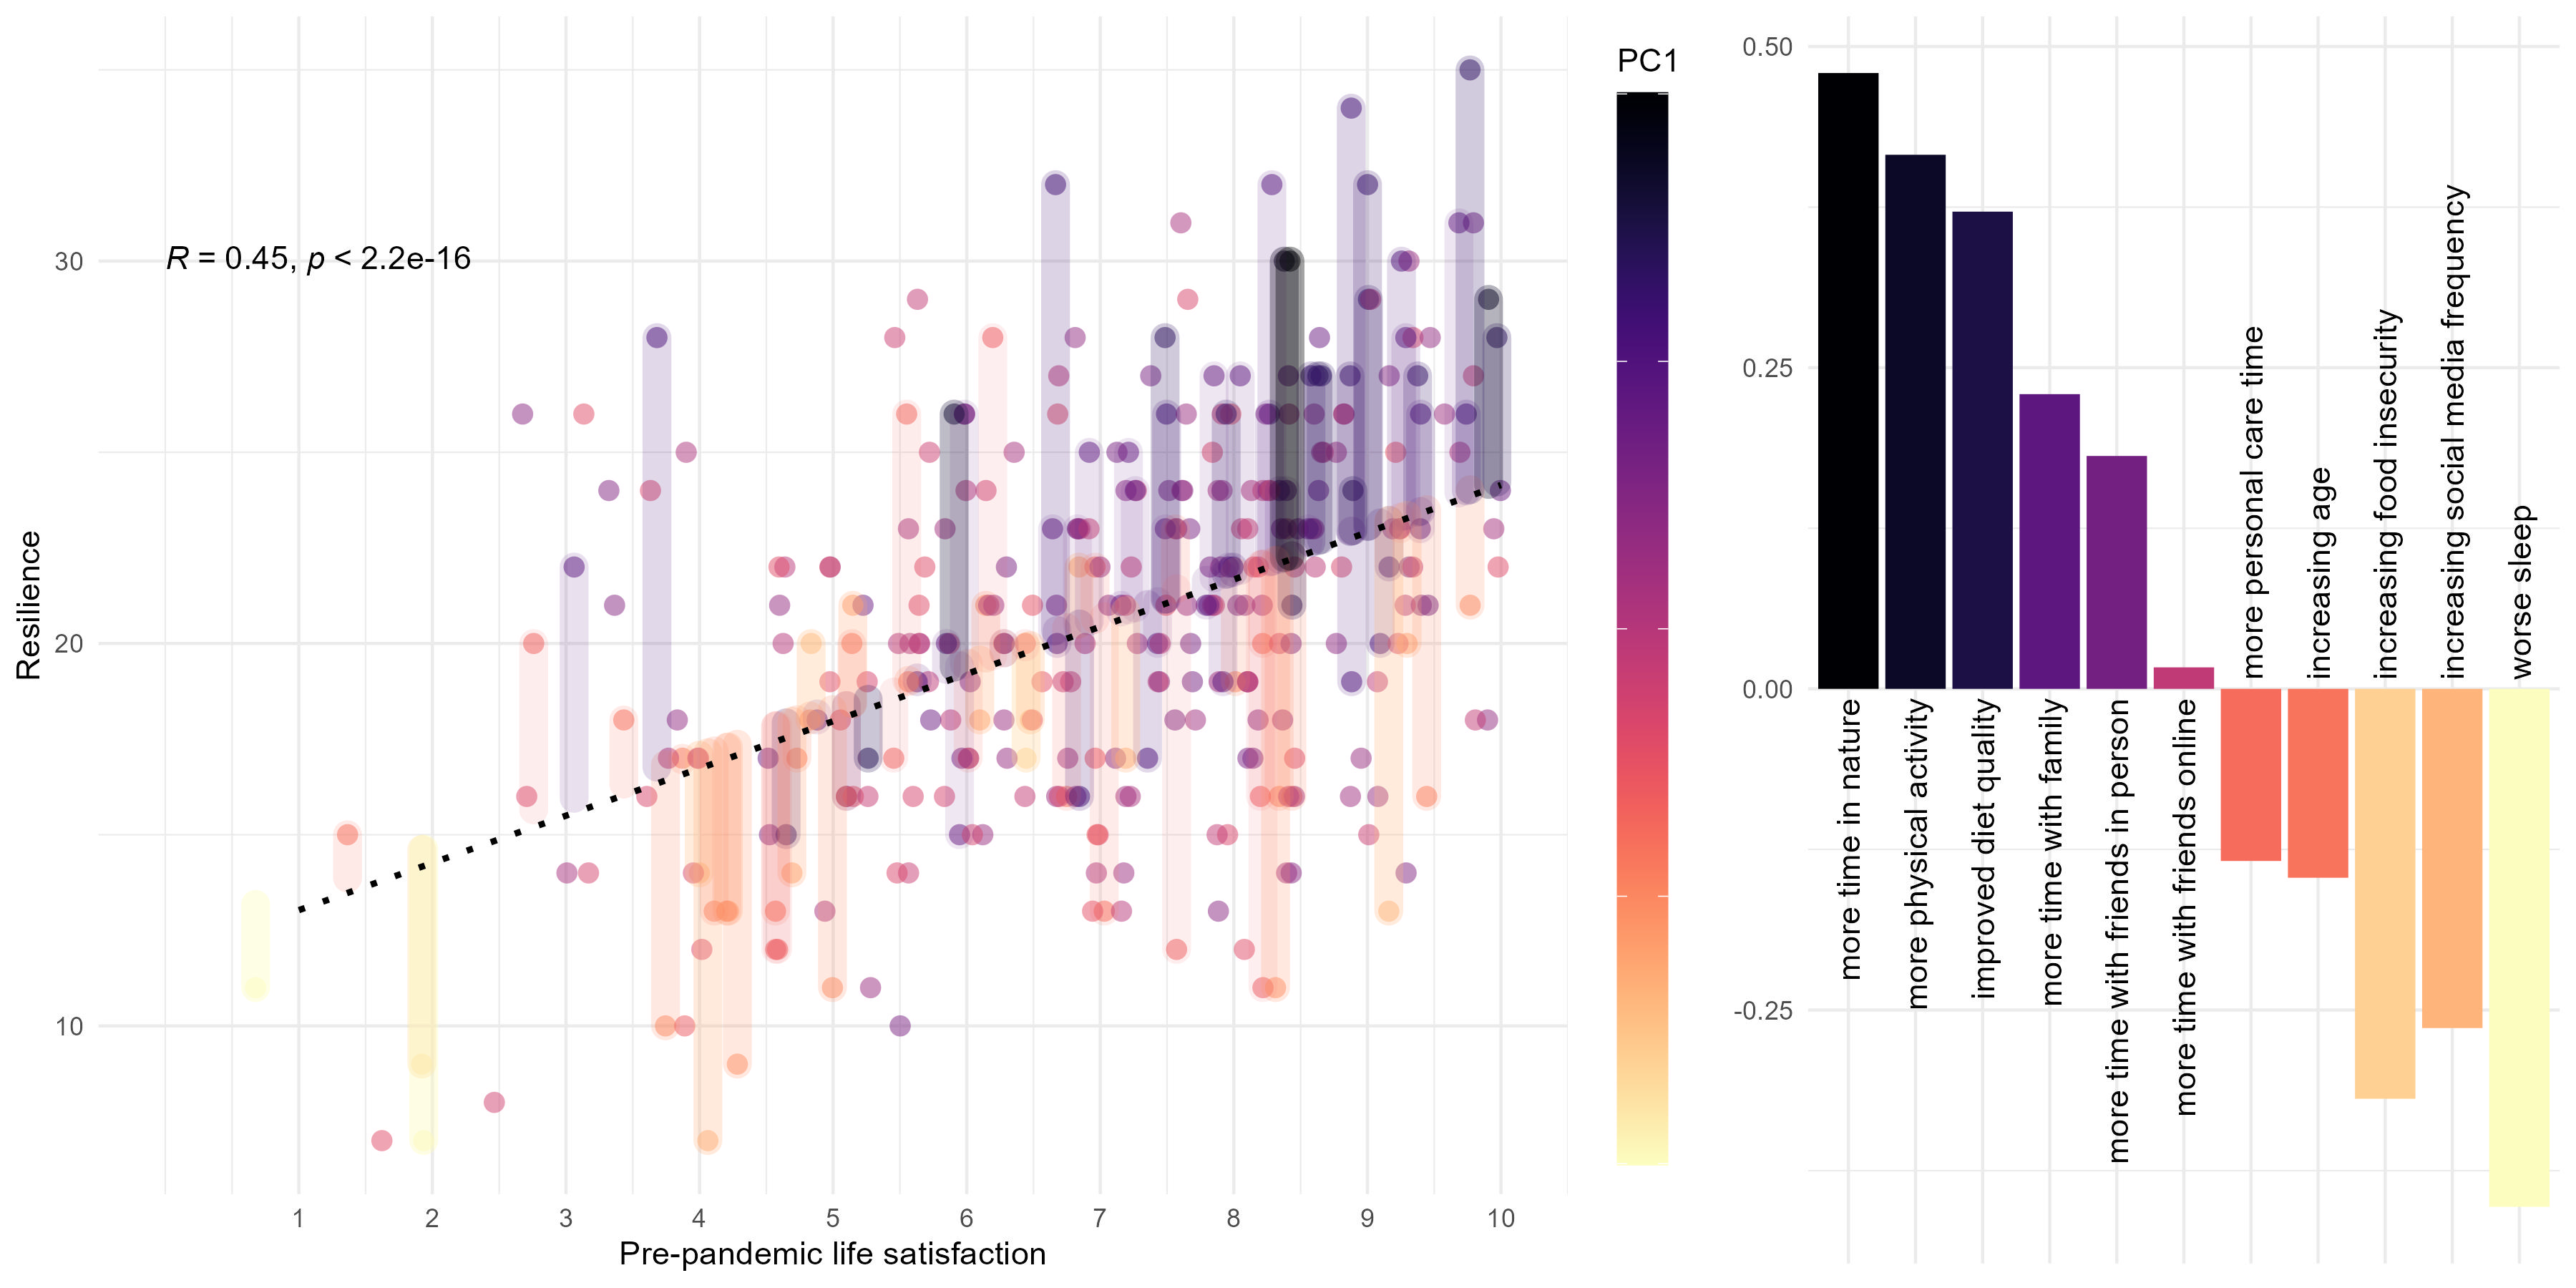 Resilience
30
20
10
R = 0.45, p < 2.2e-16
1 2 3 4 5 6 7 8 9 10
Pre-pandemic life satisfaction
PC1
0.50
0.25
0.00
-0.25
more time in nature
more physical activity
improved diet quality
more time with family
more time with friends in person
more time with friends online
more personal care time
increasing age
increasing food insecurity
increasing social media frequency
worse sleep